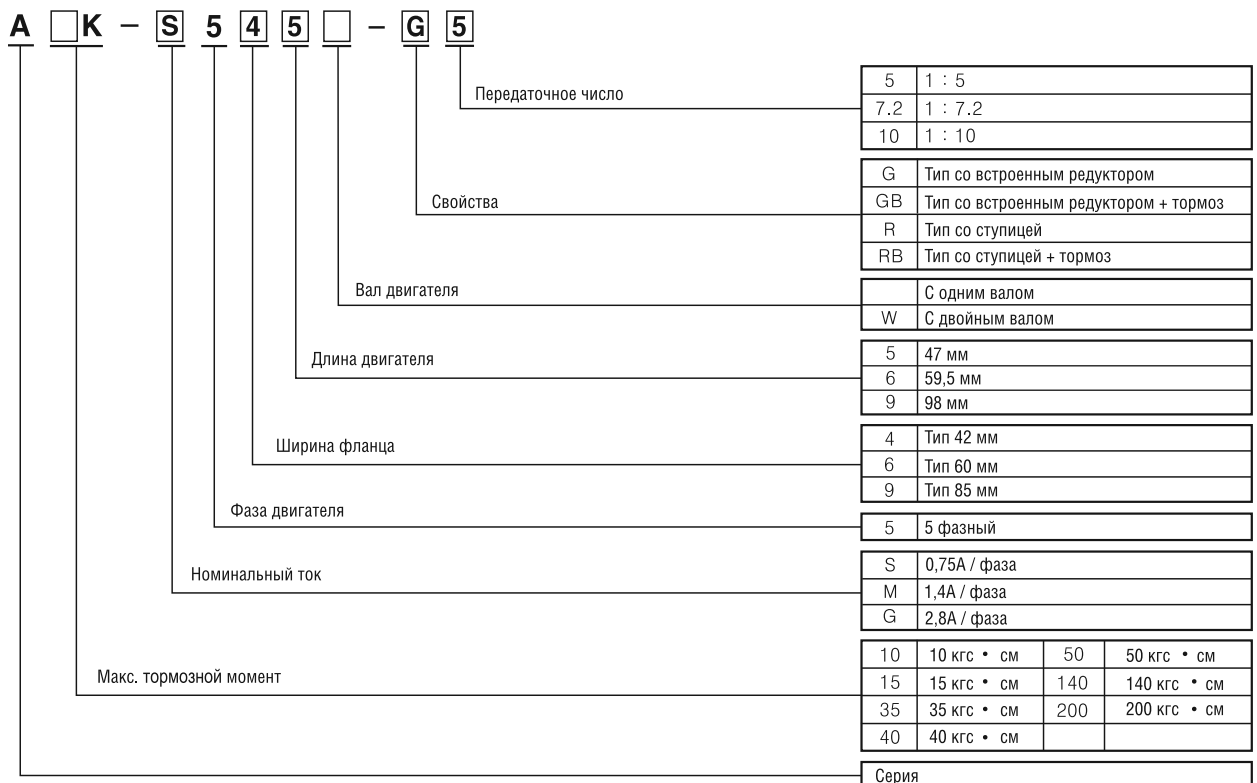 A □K – S 5 4 5 □ – G 5
Передаточное число
5 1 : 5
7.2 1 : 7.2
10 1 : 10
Свойства
G Тип со встроенным редуктором
GB Тип со встроенным редуктором + тормоз
R Тип со ступицей
RB Тип со ступицей + тормоз
Вал двигателя
С одним валом
W С двойным валом
Длина двигателя
5 47 мм
6 59,5 мм
9 98 мм
Ширина фланца
4 Тип 42 мм
6 Тип 60 мм
9 Тип 85 мм
Фаза двигателя
5 5 фазный
Номинальный ток
S 0,75А / фаза
M 1,4А / фаза
G 2,8А / фаза
Макс. тормозной момент
10 10 кгс • см 50 50 кгс • см
15 15 кгс • см 140 140 кгс • см
35 35 кгс • см 200 200 кгс • см
40 40 кгс • см
Серия